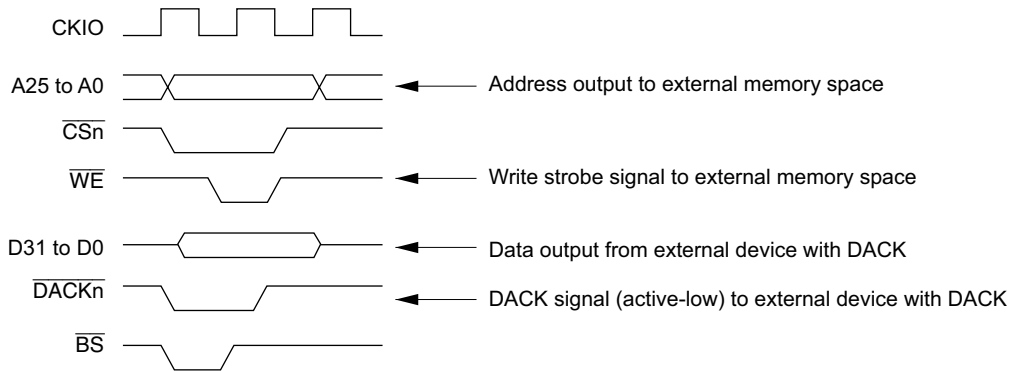 CKIO
A25 to A0 Address output to external memory space
CSn
WE Write strobe signal to external memory space
D31 to D0 Data output from external device with DACK
DACKn DACK signal (active-low) to external device with DACK
BS